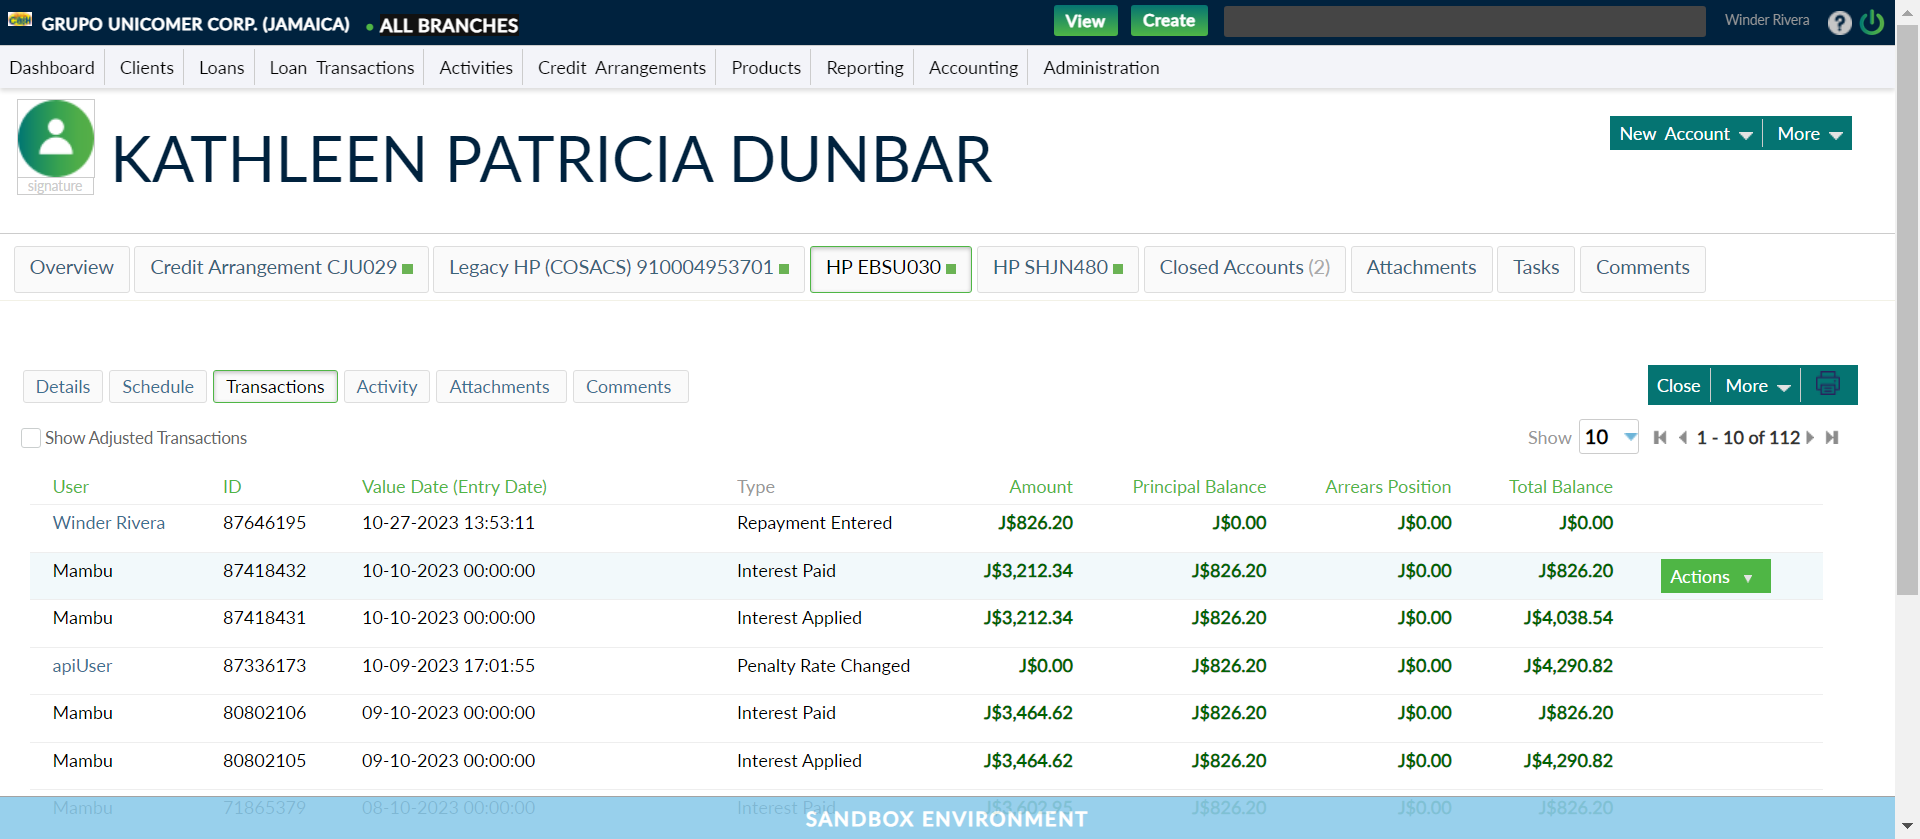 Cash GRUPO UNICOMER CORP. (JAMAICA) • ALL BRANCHES View Create Winder Rivera ?
Dashboard Clients Loans Loan Transactions Activities Credit Arrangements Products Reporting Accounting Administration
KATHLEEN PATRICIA DUNBAR New Account More
signature
Overview Credit Arrangement CJU029 Legacy HP (COSACS) 910004953701 HP EBSU030 HP SHJN480 Closed Accounts (2) Attachments Tasks Comments
Details Schedule Transactions Activity Attachments Comments Close More
Show Adjusted Transactions Show 10 1 - 10 of 112
User ID Value Date (Entry Date) Type Amount Principal Balance Arrears Position Total Balance
Winder Rivera 87646195 10-27-2023 13:53:11 Repayment Entered J$826.20 J$0.00 J$0.00 J$0.00
Mambu 87418432 10-10-2023 00:00:00 Interest Paid J$3,212.34 J$826.20 J$0.00 J$826.20 Actions ▼
Mambu 87418431 10-10-2023 00:00:00 Interest Applied J$3,212.34 J$826.20 J$0.00 J$4,038.54
apiUser 87336173 10-09-2023 17:01:55 Penalty Rate Changed J$0.00 J$826.20 J$0.00 J$4,290.82
Mambu 80802106 09-10-2023 00:00:00 Interest Paid J$3,464.62 J$826.20 J$0.00 J$826.20
Mambu 80802105 09-10-2023 00:00:00 Interest Applied J$3,464.62 J$826.20 J$0.00 J$4,290.82
Mambu 71865379 08-10-2023 00:00:00 Interest Paid J$3,602.95 J$826.20 J$0.00 J$826.20
SANDBOX ENVIRONMENT